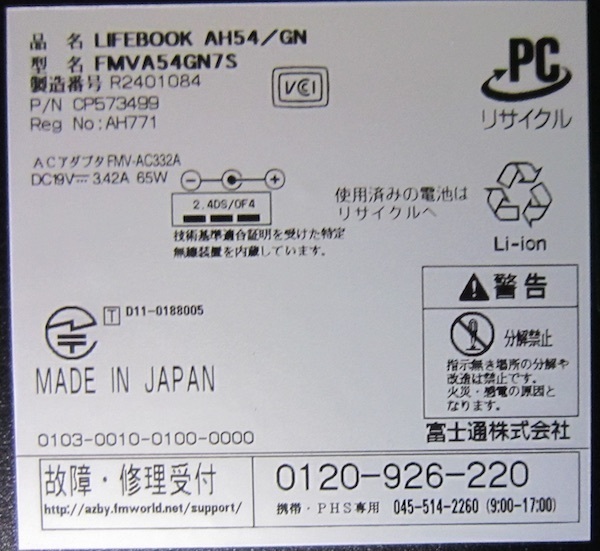 品 名 LIFEBOOK AH54/GN
型 名 FMVA54GN7S
製造番号 R2401084
P/N CP573499
Reg No:AH771
VCCI
PC
リサイクル
ACアダプタ FMV-AC332A
DC19V⎓3.42A 65W
2.4DS/OF4
技術基準適合証明を受けた特定
無線装置を内蔵しています。
使用済みの電池は
リサイクルへ
Li-ion
警告
分解禁止
指示無き場所の分解や
改造は禁止です。
火災・感電の原因と
なります。
T D11-0188005
MADE IN JAPAN
富士通株式会社
0103-0010-0100-0000
故障・修理受付
http://azby.fmworld.net/support/
0120-926-220
携帯・PHS専用 045-514-2260 (9:00-17:00)